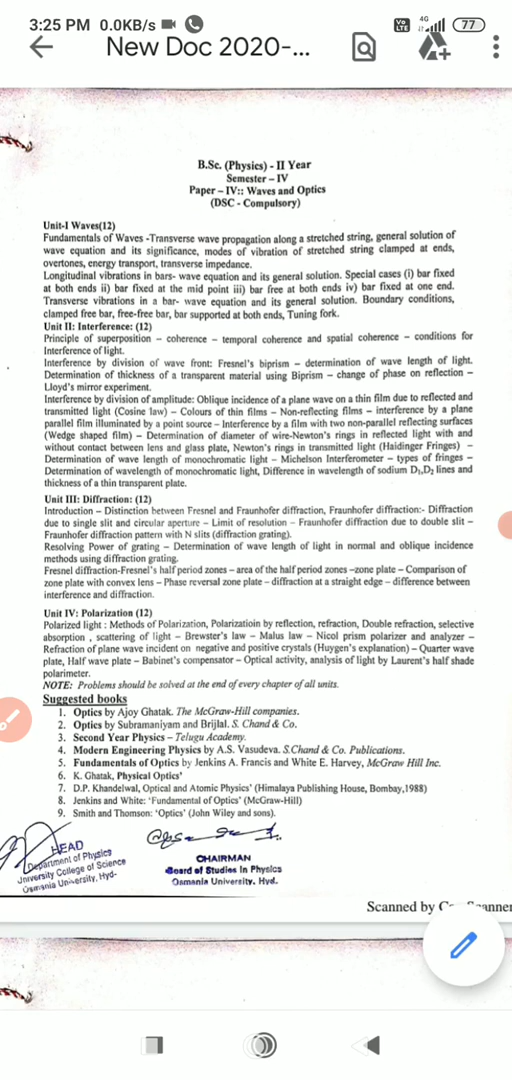 3:25 PM 0.0KB/s
Vo LTE 4G 77
New Doc 2020-...
B.Sc. (Physics) - II Year
Semester – IV
Paper – IV:: Waves and Optics
(DSC - Compulsory)
Unit-I Waves(12)
Fundamentals of Waves -Transverse wave propagation along a stretched string, general solution of
wave equation and its significance, modes of vibration of stretched string clamped at ends,
overtones, energy transport, transverse impedance.
Longitudinal vibrations in bars- wave equation and its general solution. Special cases (i) bar fixed
at both ends ii) bar fixed at the mid point iii) bar free at both ends iv) bar fixed at one end.
Transverse vibrations in a bar- wave equation and its general solution. Boundary conditions,
clamped free bar, free-free bar, bar supported at both ends, Tuning fork.
Unit II: Interference: (12)
Principle of superposition – coherence – temporal coherence and spatial coherence – conditions for
Interference of light.
Interference by division of wave front: Fresnel's biprism – determination of wave length of light.
Determination of thickness of a transparent material using Biprism – change of phase on reflection –
Lloyd's mirror experiment.
Interference by division of amplitude: Oblique incidence of a plane wave on a thin film due to reflected and
transmitted light (Cosine law) – Colours of thin films – Non-reflecting films – interference by a plane
parallel film illuminated by a point source – Interference by a film with two non-parallel reflecting surfaces
(Wedge shaped film) – Determination of diameter of wire-Newton's rings in reflected light with and
without contact between lens and glass plate, Newton's rings in transmitted light (Haidinger Fringes) –
Determination of wave length of monochromatic light – Michelson Interferometer – types of fringes –
Determination of wavelength of monochromatic light, Difference in wavelength of sodium D₁,D₂ lines and
thickness of a thin transparent plate.
Unit III: Diffraction: (12)
Introduction – Distinction between Fresnel and Fraunhofer diffraction, Fraunhofer diffraction:- Diffraction
due to single slit and circular aperture – Limit of resolution – Fraunhofer diffraction due to double slit –
Fraunhofer diffraction pattern with N slits (diffraction grating).
Resolving Power of grating – Determination of wave length of light in normal and oblique incidence
methods using diffraction grating.
Fresnel diffraction-Fresnel's half period zones – area of the half period zones –zone plate – Comparison of
zone plate with convex lens – Phase reversal zone plate – diffraction at a straight edge – difference between
interference and diffraction.
Unit IV: Polarization (12)
Polarized light : Methods of Polarization, Polarizatioin by reflection, refraction, Double refraction, selective
absorption , scattering of light – Brewster's law – Malus law – Nicol prism polarizer and analyzer –
Refraction of plane wave incident on negative and positive crystals (Huygen's explanation) – Quarter wave
plate, Half wave plate – Babinet's compensator – Optical activity, analysis of light by Laurent's half shade
polarimeter.
NOTE: Problems should be solved at the end of every chapter of all units.
Suggested books
1. Optics by Ajoy Ghatak. The McGraw-Hill companies.
2. Optics by Subramaniyam and Brijlal. S. Chand & Co.
3. Second Year Physics – Telugu Academy.
4. Modern Engineering Physics by A.S. Vasudeva. S.Chand & Co. Publications.
5. Fundamentals of Optics by Jenkins A. Francis and White E. Harvey, McGraw Hill Inc.
6. K. Ghatak, Physical Optics'
7. D.P. Khandelwal, Optical and Atomic Physics' (Himalaya Publishing House, Bombay,1988)
8. Jenkins and White: 'Fundamental of Optics' (McGraw-Hill)
9. Smith and Thomson: 'Optics' (John Wiley and sons).
HEAD
Department of Physics
University College of Science
Osmania University, Hyd-
CHAIRMAN
Board of Studies in Physics
Osmania University. Hyd.
Scanned by